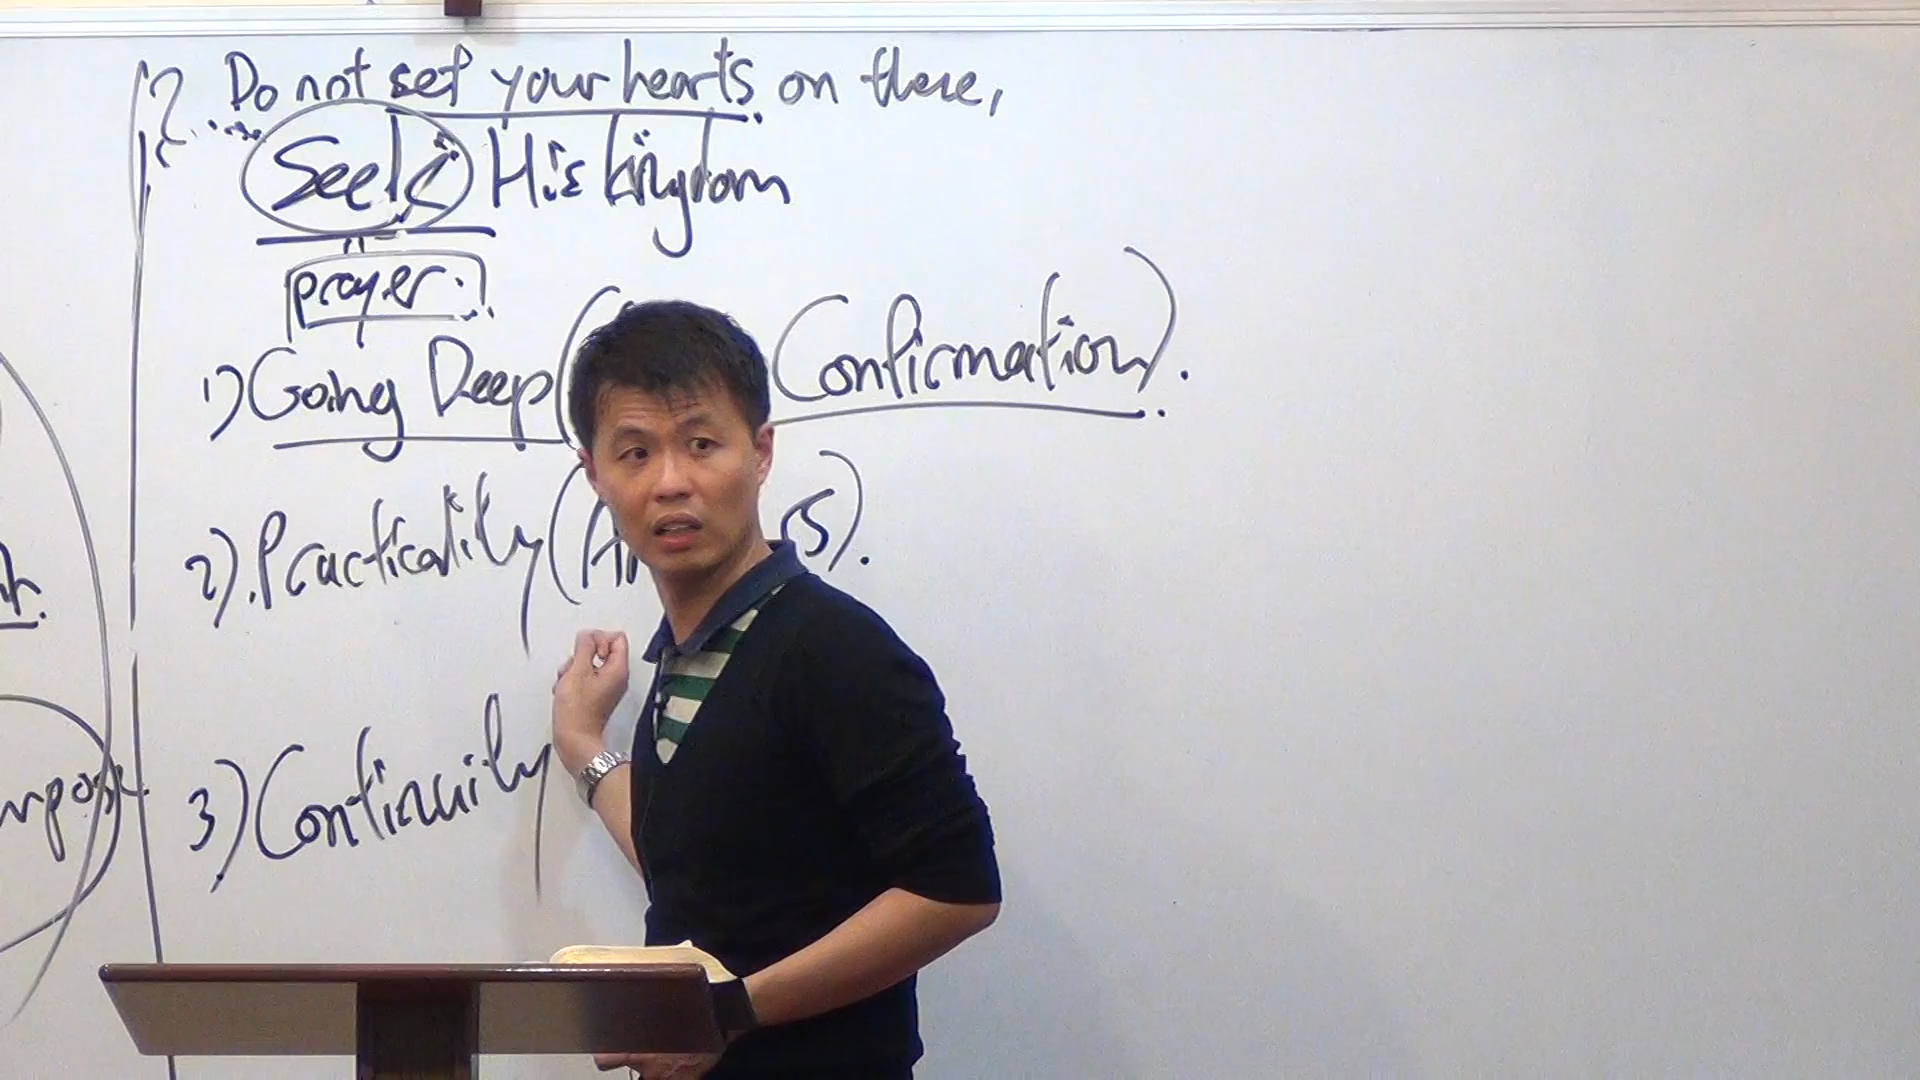 2. Do not set your hearts on these,
Seek His kingdom
prayer.
1) Going Deep ( Confirmation).
2). Practicality (
3) Continuity